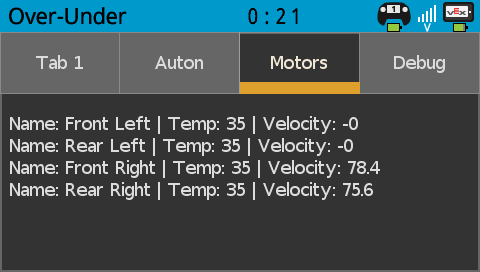 Over-Under 0:21 1 V VEX
Tab 1 Auton Motors Debug
Name: Front Left | Temp: 35 | Velocity: -0
Name: Rear Left | Temp: 35 | Velocity: -0
Name: Front Right | Temp: 35 | Velocity: 78.4
Name: Rear Right | Temp: 35 | Velocity: 75.6